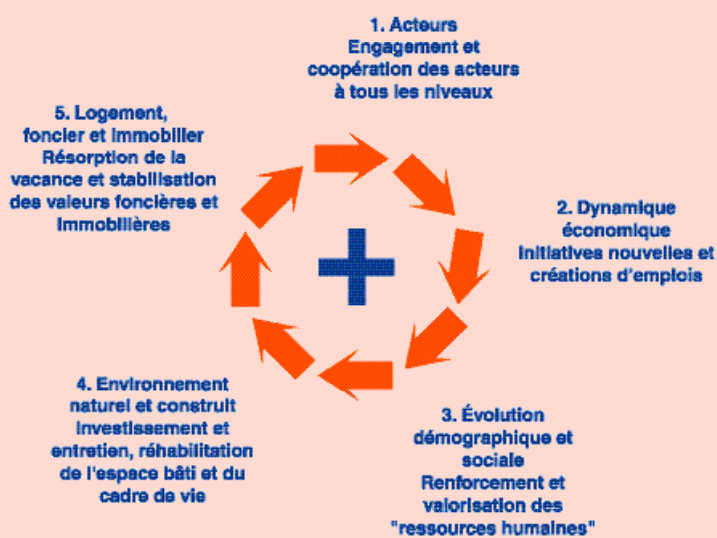 1. Acteurs
Engagement et
coopération des acteurs
à tous les niveaux
2. Dynamique
économique
Initiatives nouvelles et
créations d'emplois
3. Évolution
démographique et
sociale
Renforcement et
valorisation des
"ressources humaines"
4. Environnement
naturel et construit
Investissement et
entretien, réhabilitation
de l'espace bâti et du
cadre de vie
5. Logement,
foncier et immobilier
Résorption de la
vacance et stabilisation
des valeurs foncières et
immobilières